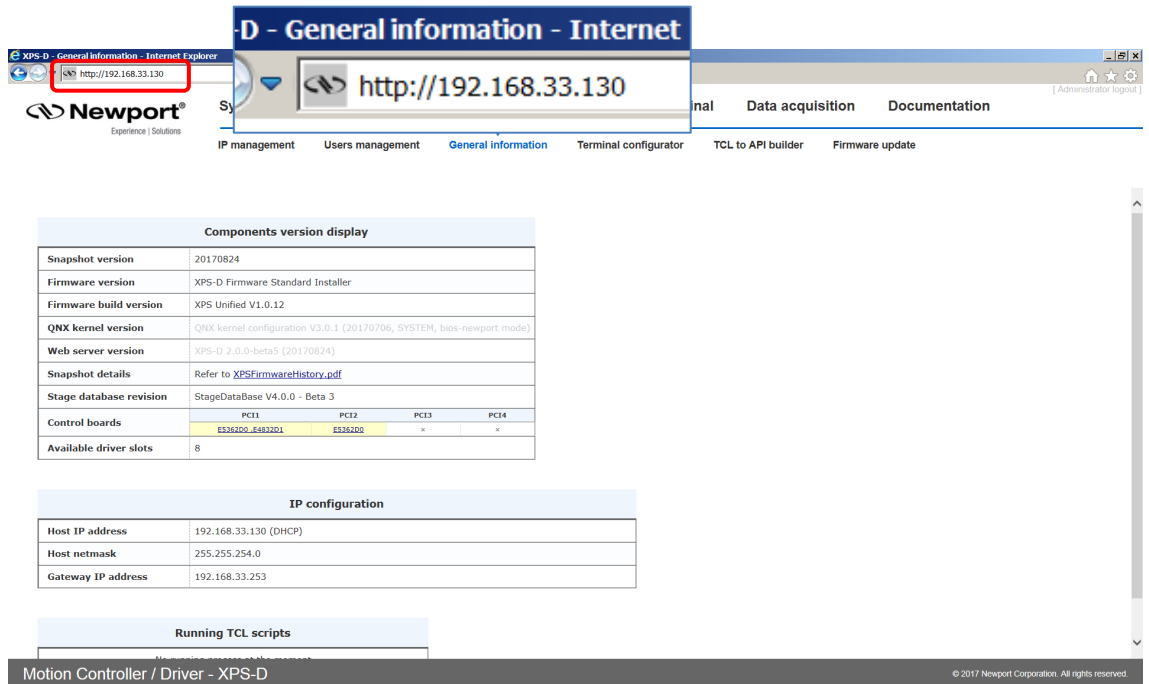 -D - General information - Internet
XPS-D - General information - Internet Explorer
http://192.168.33.130
http://192.168.33.130
[ Administrator logout ]
Newport®
Experience | Solutions
Sy
inal
Data acquisition
Documentation
IP management
Users management
General information
Terminal configurator
TCL to API builder
Firmware update
Components version display
Snapshot version 20170824
Firmware version XPS-D Firmware Standard Installer
Firmware build version XPS Unified V1.0.12
QNX kernel version QNX kernel configuration V3.0.1 (20170706, SYSTEM, bios-newport mode)
Web server version XPS-D 2.0.0-beta5 (20170824)
Snapshot details Refer to XPSFirmwareHistory.pdf
Stage database revision StageDataBase V4.0.0 - Beta 3
PCI1 PCI2 PCI3 PCI4
Control boards
E5362D0 ,E4832D1 E5362D0 × ×
Available driver slots 8
IP configuration
Host IP address 192.168.33.130 (DHCP)
Host netmask 255.255.254.0
Gateway IP address 192.168.33.253
Running TCL scripts
No running process at the moment
Motion Controller / Driver - XPS-D
© 2017 Newport Corporation. All rights reserved.